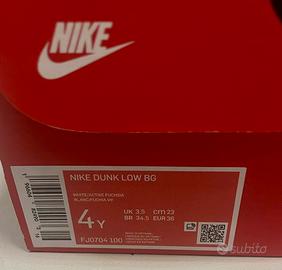 NIKE
NIKE DUNK LOW BG
WHITE/ACTIVE FUCHSIA
BLANC/FUCHSIA VIF
4Y
UK 3.5 cm 23
BR 34.5 EUR 36
FJ0704 100
subito